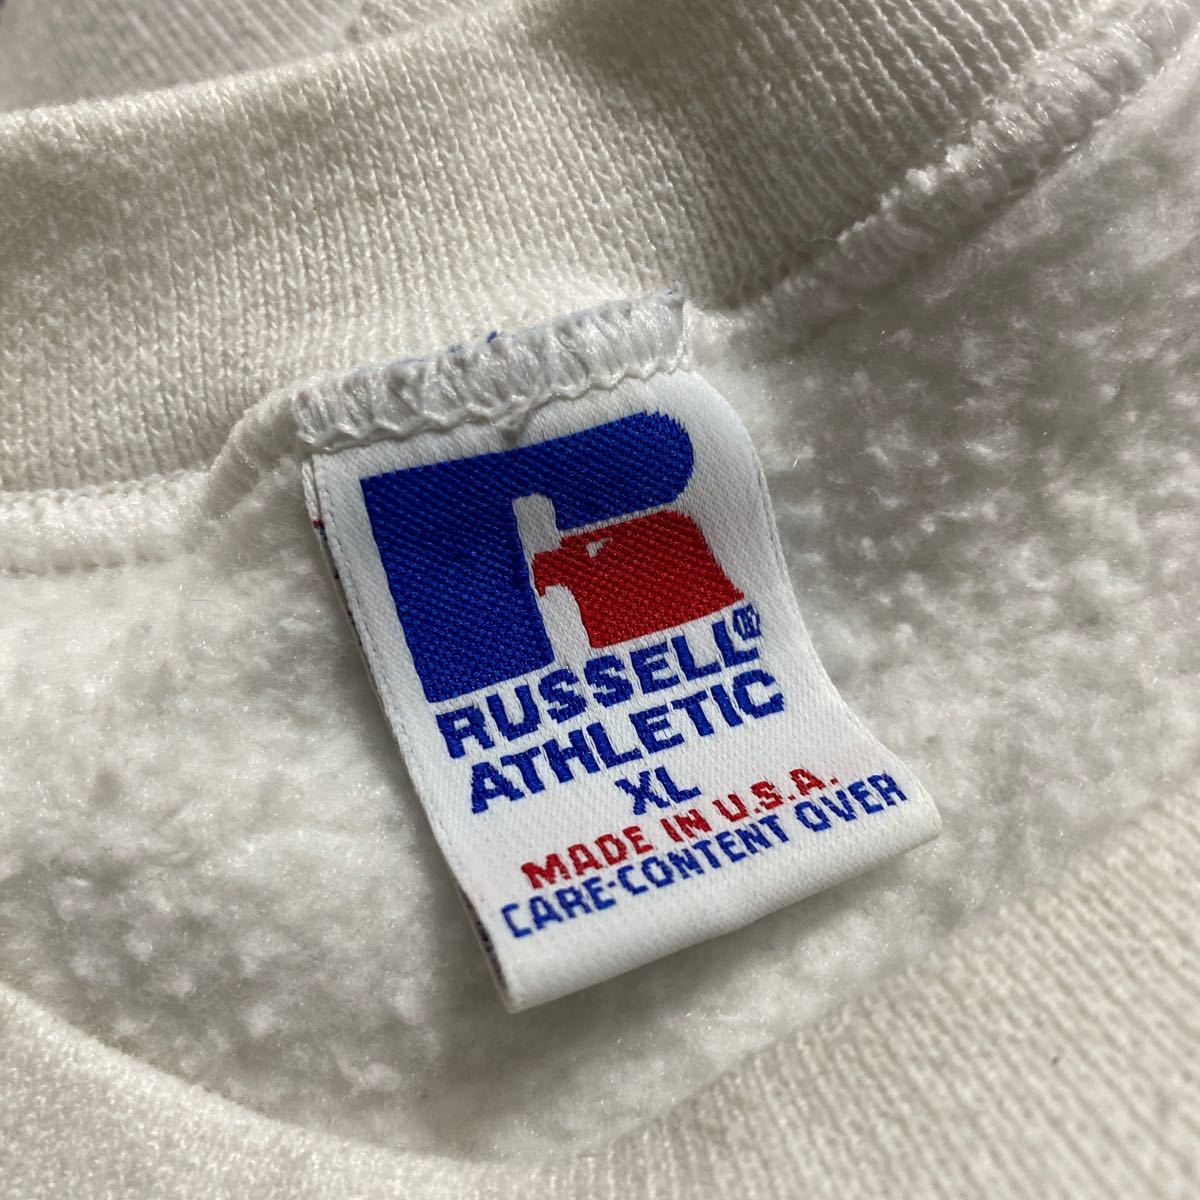 RUSSELL®
ATHLETIC
XL
MADE IN U.S.A.
CARE-CONTENT OVER